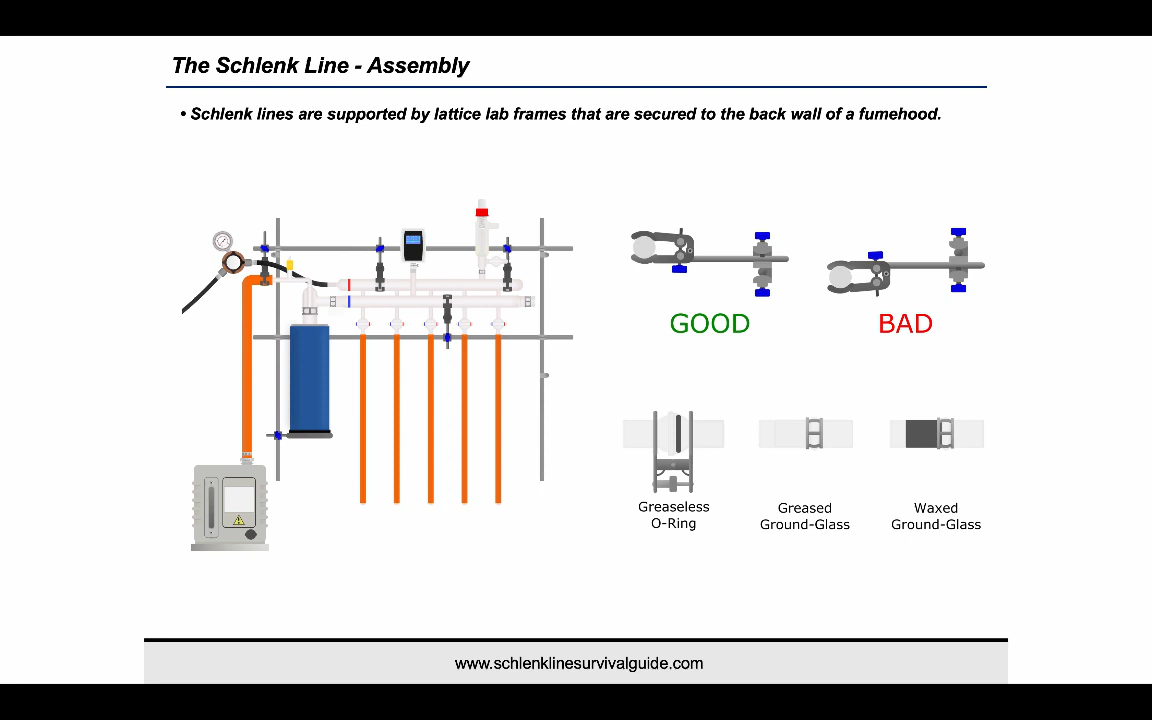 The Schlenk Line - Assembly
• Schlenk lines are supported by lattice lab frames that are secured to the back wall of a fumehood.
GOOD
BAD
Greaseless
O-Ring
Greased
Ground-Glass
Waxed
Ground-Glass
www.schlenklinesurvivalguide.com